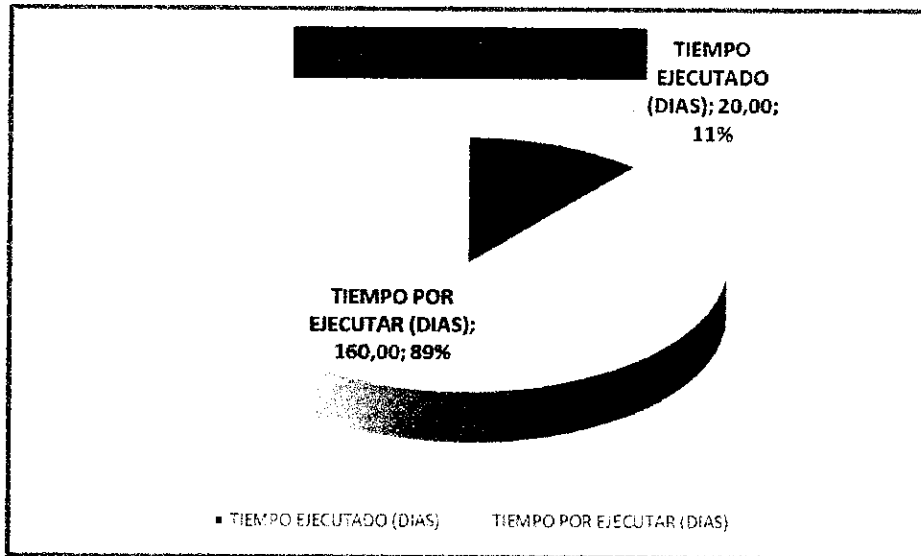 TIEMPO
EJECUTADO
(DIAS); 20,00;
11%
TIEMPO POR
EJECUTAR (DIAS);
160,00; 89%
TIEMPO EJECUTADO (DIAS) TIEMPO POR EJECUTAR (DIAS)